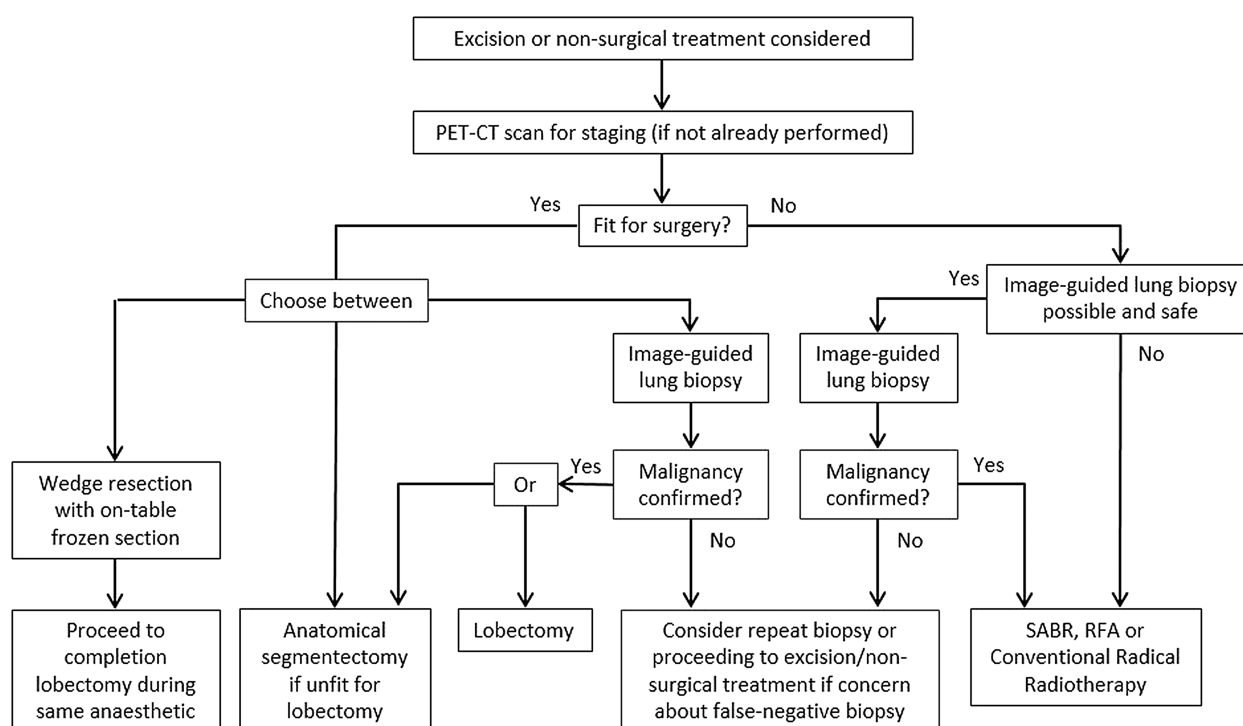 Excision or non-surgical treatment considered
PET-CT scan for staging (if not already performed)
Yes
No
Fit for surgery?
Choose between
Yes
Image-guided lung biopsy
possible and safe
No
Image-guided
lung biopsy
Image-guided
lung biopsy
Wedge resection
with on-table
frozen section
Or
Yes
Malignancy
confirmed?
No
Malignancy
confirmed?
Yes
No
Proceed to
completion
lobectomy during
same anaesthetic
Anatomical
segmentectomy
if unfit for
lobectomy
Lobectomy
Consider repeat biopsy or
proceeding to excision/non-
surgical treatment if concern
about false-negative biopsy
SABR, RFA or
Conventional Radical
Radiotherapy